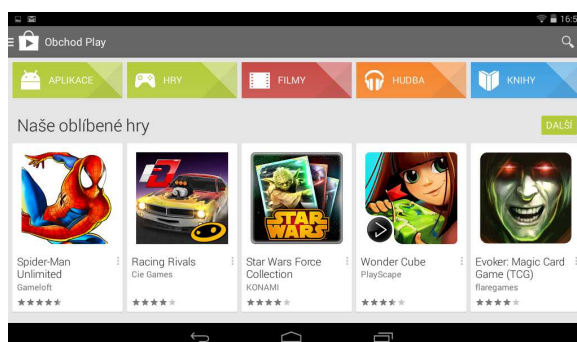 16:5
Obchod Play
APLIKACE
HRY
FILMY
HUDBA
KNIHY
Naše oblíbené hry
DALŠÍ
STAR
WARS
Spider-Man
Unlimited
Gameloft
Racing Rivals
Cie Games
Star Wars Force
Collection
KONAMI
Wonder Cube
PlayScape
Evoker: Magic Card
Game (TCG)
flaregames